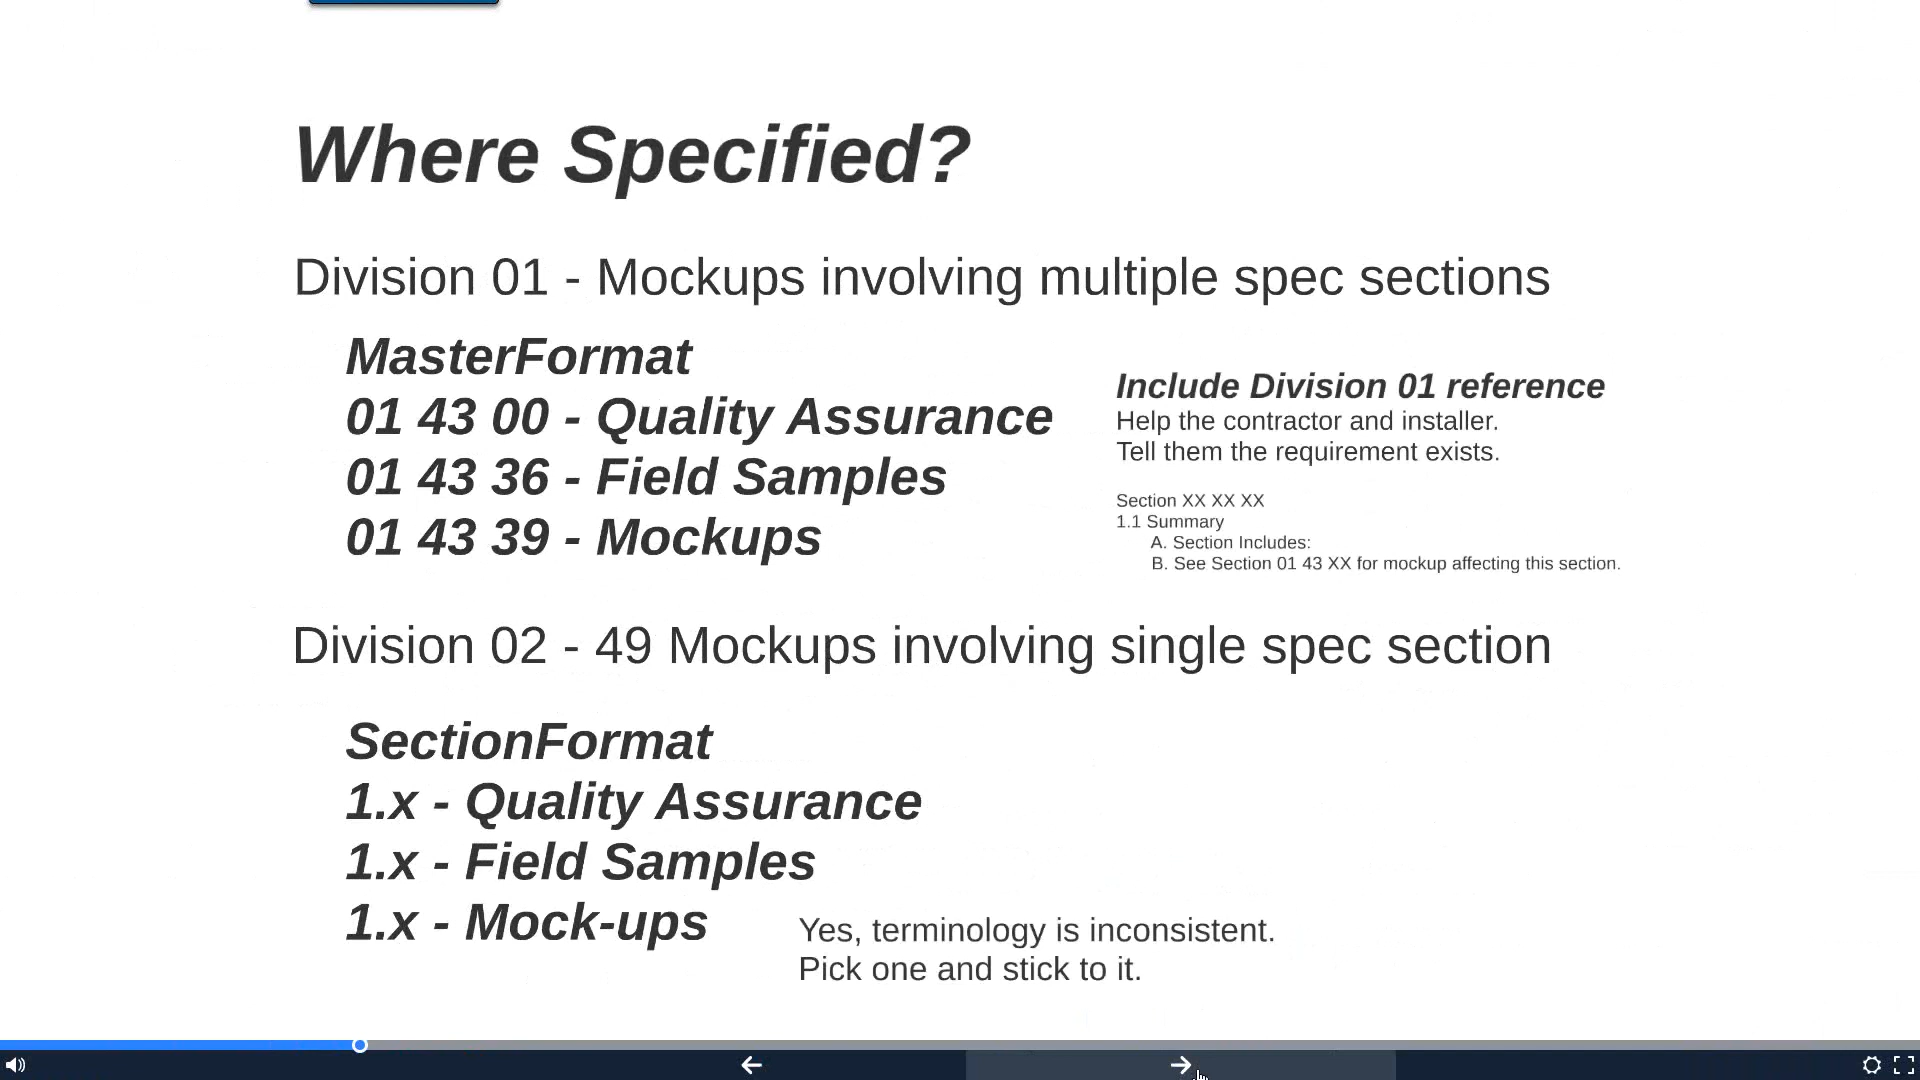 Where Specified?
Division 01 - Mockups involving multiple spec sections
MasterFormat
01 43 00 - Quality Assurance
01 43 36 - Field Samples
01 43 39 - Mockups
Include Division 01 reference
Help the contractor and installer.
Tell them the requirement exists.
Section XX XX XX
1.1 Summary
A. Section Includes:
B. See Section 01 43 XX for mockup affecting this section.
Division 02 - 49 Mockups involving single spec section
SectionFormat
1.x - Quality Assurance
1.x - Field Samples
1.x - Mock-ups
Yes, terminology is inconsistent.
Pick one and stick to it.